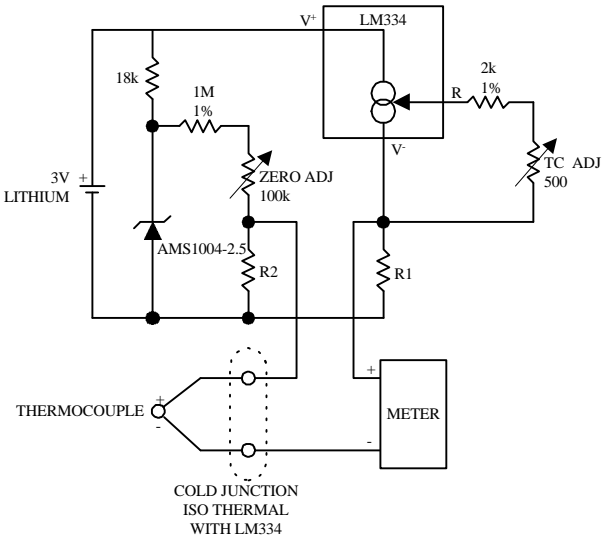 V+
LM334
18k
1M
1%
2k
1%
R
V-
3V
+
LITHIUM
ZERO ADJ
100k
TC ADJ
500
AMS1004-2.5
R2
R1
+
THERMOCOUPLE
+
-
METER
-
COLD JUNCTION
ISO THERMAL
WITH LM334